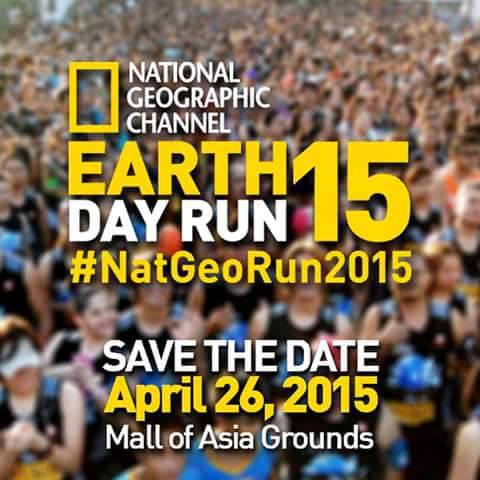 NATIONAL
GEOGRAPHIC
CHANNEL
EARTH 15
DAY RUN
#NatGeoRun2015
SAVE THE DATE
April 26, 2015
Mall of Asia Grounds